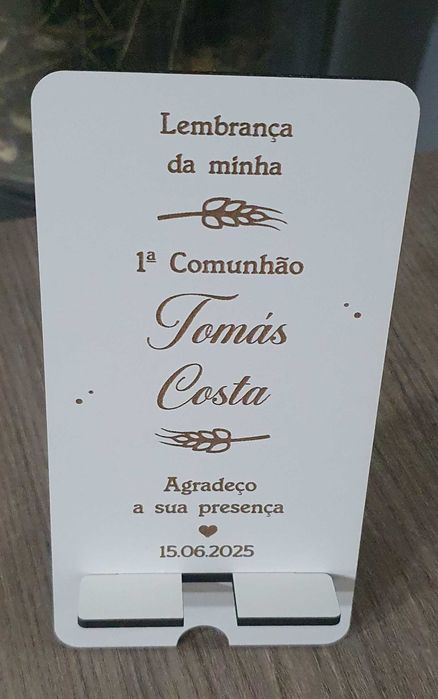 Lembrança
da minha
1ª Comunhão
Tomás
Costa
Agradeço
a sua presença
15.06.2025